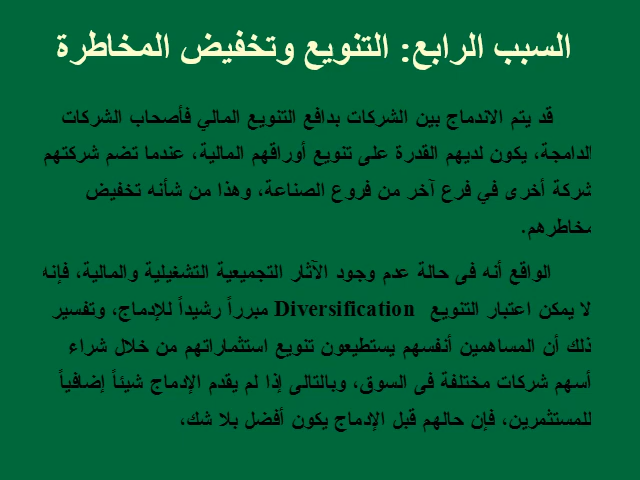 السبب الرابع: التنويع وتخفيض المخاطرة
قد يتم الاندماج بين الشركات بدافع التنويع المالي فأصحاب الشركات
الدامجة، يكون لديهم القدرة على تنويع أوراقهم المالية، عندما تضم شركتهم
شركة أخرى في فرع آخر من فروع الصناعة، وهذا من شأنه تخفيض
مخاطرهم.
الواقع أنه فى حالة عدم وجود الآثار التجميعية التشغيلية والمالية، فإنه
لا يمكن اعتبار التنويع Diversification مبرراً رشيداً للإدماج، وتفسير
ذلك أن المساهمين أنفسهم يستطيعون تنويع استثماراتهم من خلال شراء
أسهم شركات مختلفة فى السوق، وبالتالى إذا لم يقدم الإدماج شيئاً إضافياً
للمستثمرين، فإن حالهم قبل الإدماج يكون أفضل بلا شك،